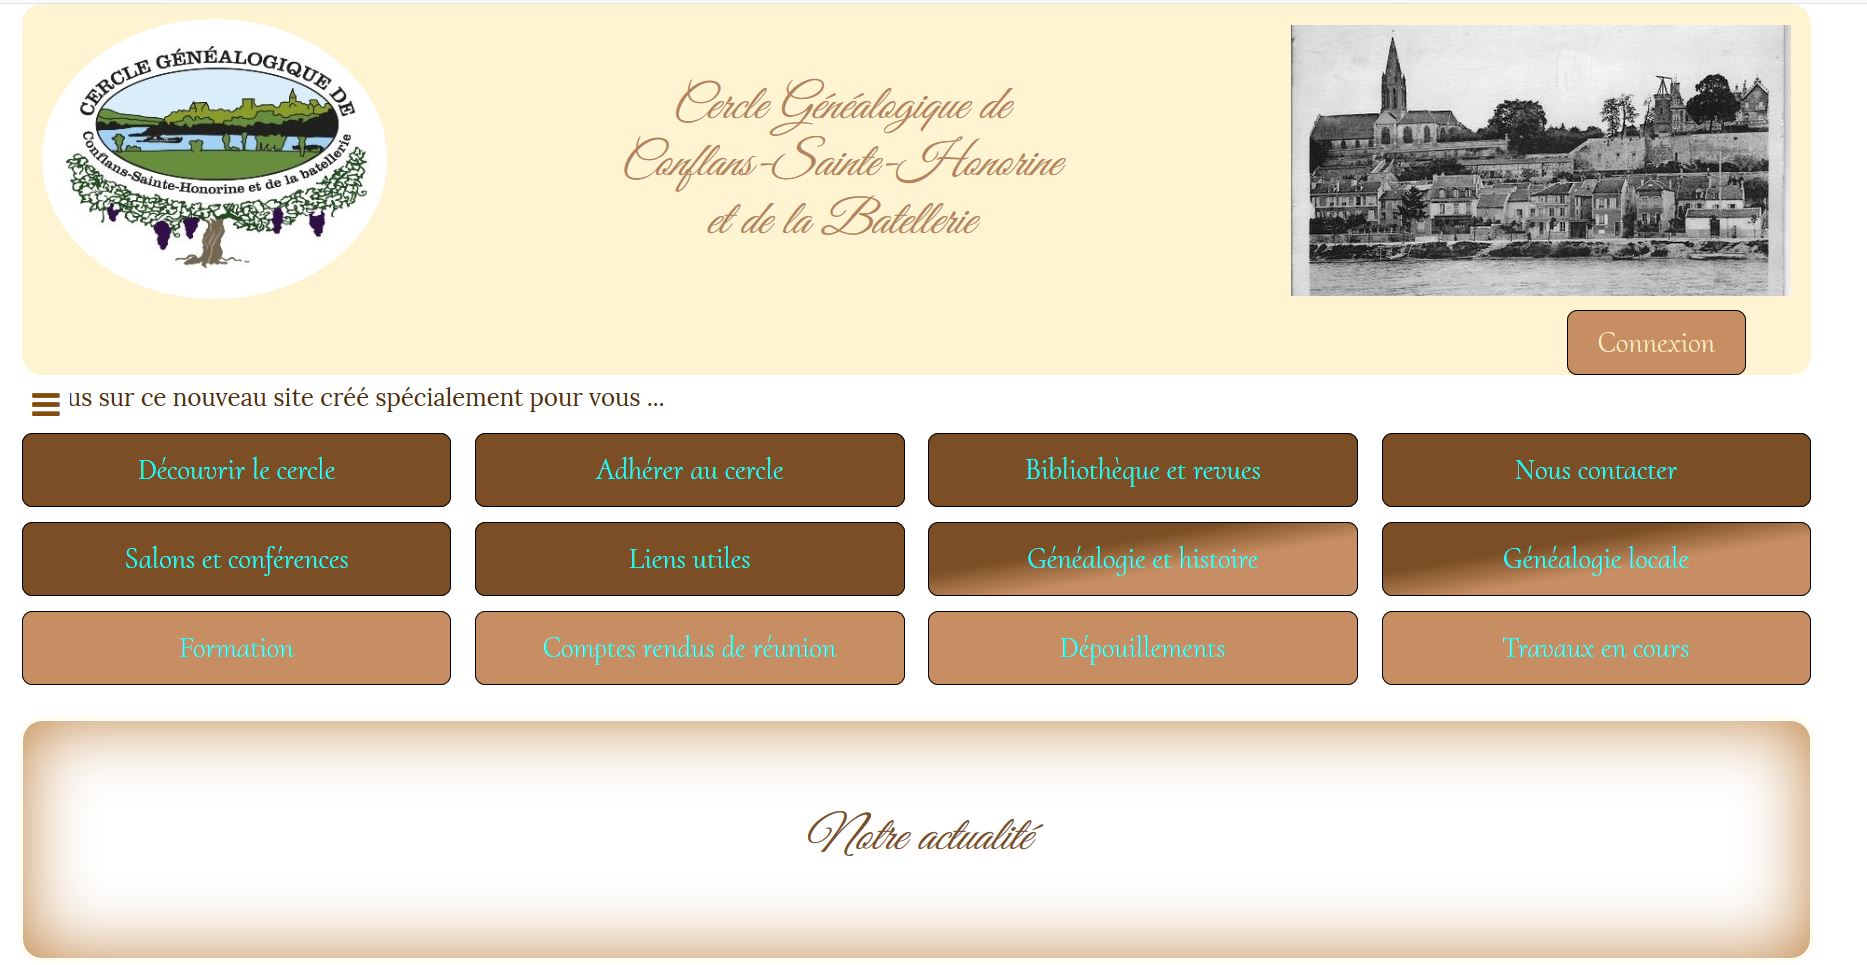 CERCLE GÉNÉALOGIQUE DE
Conflans-Sainte-Honorine et de la batellerie
Cercle Généalogique de
Conflans-Sainte-Honorine
et de la Batellerie
Connexion
us sur ce nouveau site créé spécialement pour vous ...
Découvrir le cercle
Adhérer au cercle
Bibliothèque et revues
Nous contacter
Salons et conférences
Liens utiles
Généalogie et histoire
Généalogie locale
Formation
Comptes rendus de réunion
Dépouillements
Travaux en cours
Notre actualité